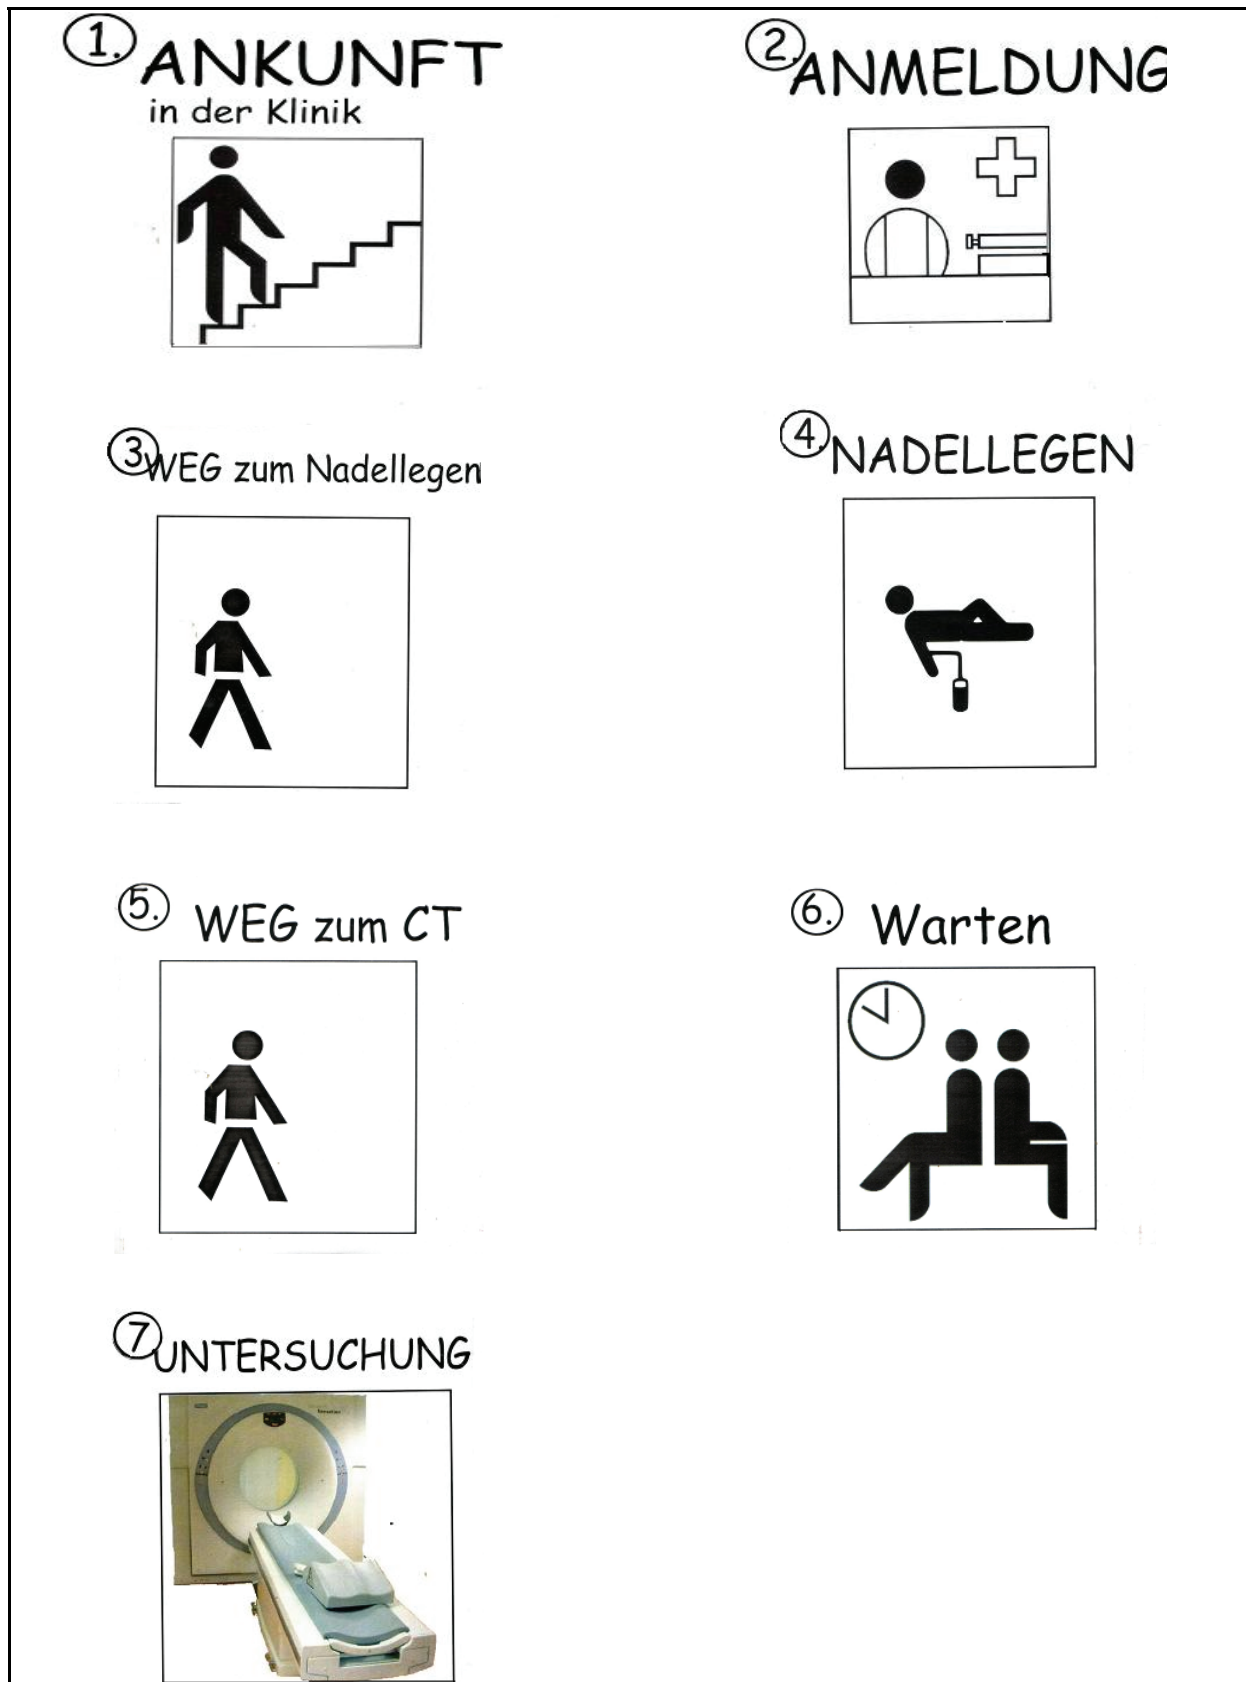 1. ANKUNFT
in der Klinik
2. ANMELDUNG
3 WEG zum Nadellegen
4. NADELLEGEN
5. WEG zum CT
6. Warten
7 UNTERSUCHUNG